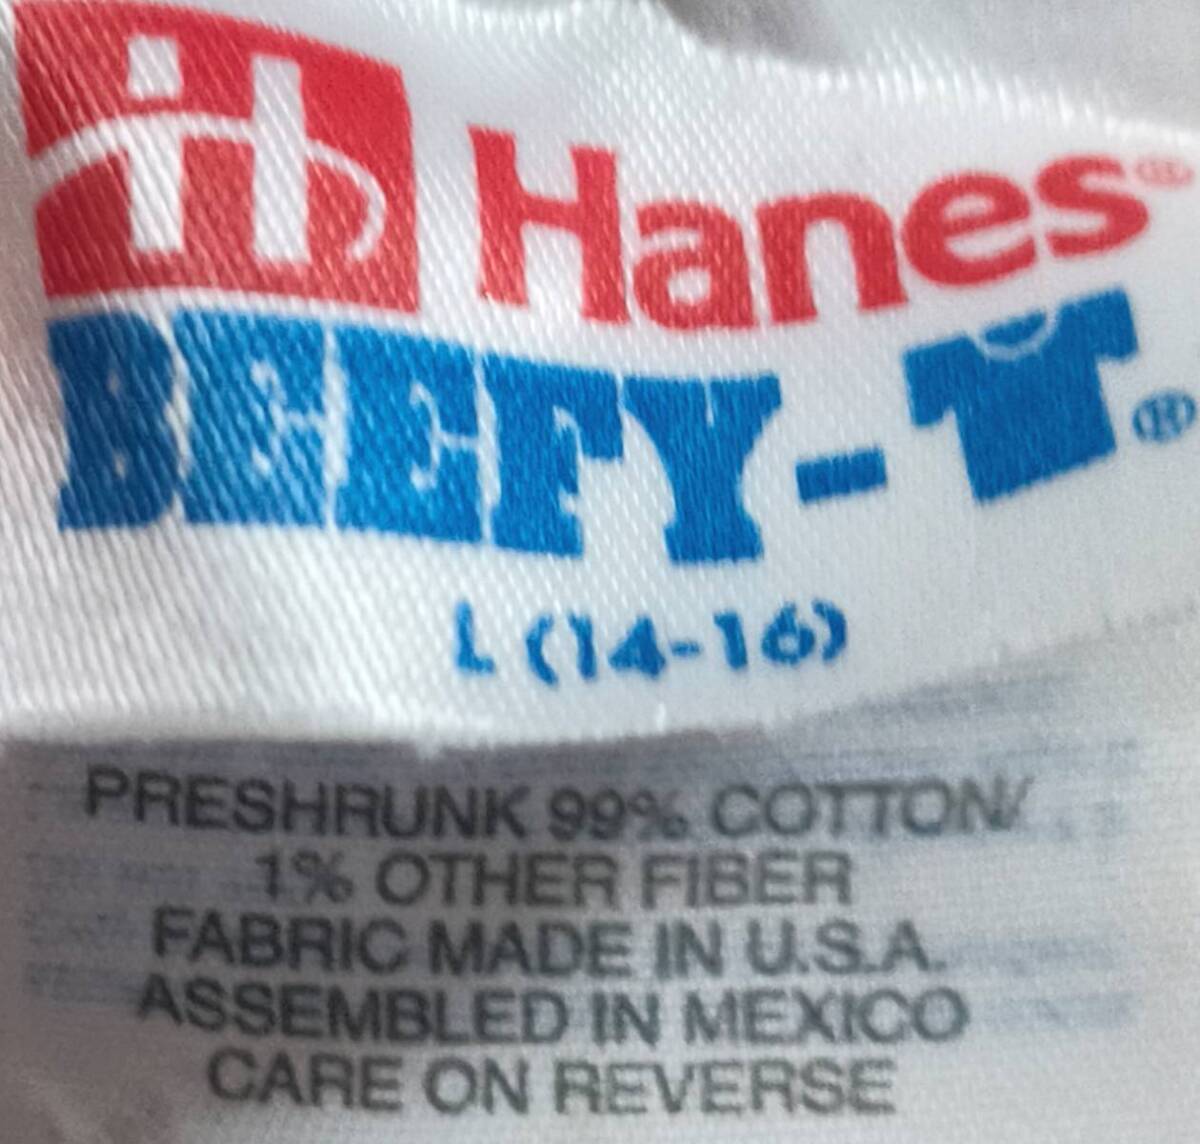 Hanes®
BEEFY-T®
L (14-16)
PRESHRUNK 99% COTTON/
1% OTHER FIBER
FABRIC MADE IN U.S.A.
ASSEMBLED IN MEXICO
CARE ON REVERSE